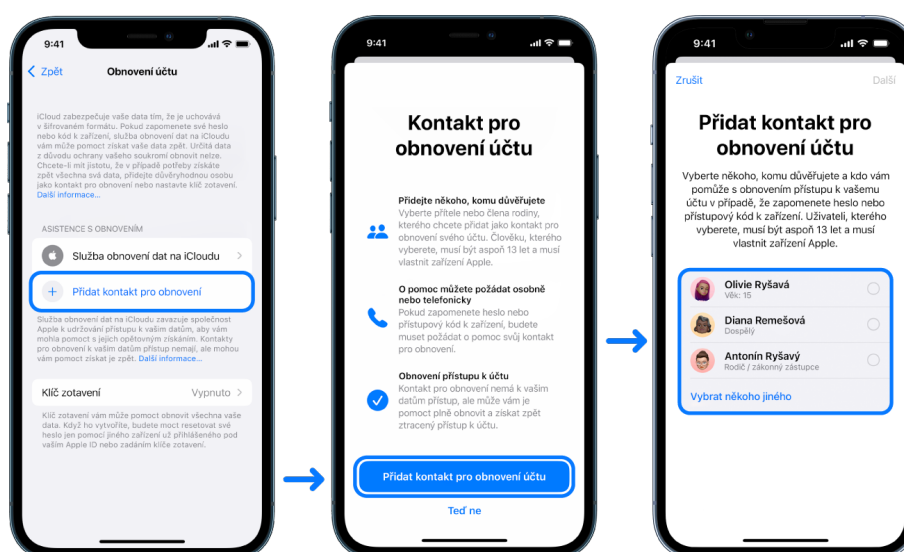 9:41
Zpět
Obnovení účtu
iCloud zabezpečuje vaše data tím, že je uchovává
v šifrovaném formátu. Pokud zapomenete své heslo
nebo kód k zařízení, služba obnovení dat na iCloudu
vám může pomoct získat vaše data zpět. Určitá data
z důvodu ochrany vašeho soukromí obnovit nelze.
Chcete-li mít jistotu, že v případě potřeby získáte
zpět všechna svá data, přidejte důvěryhodnou osobu
jako kontakt pro obnovení nebo nastavte klíč zotavení.
Další informace...
ASISTENCE S OBNOVENÍM
Služba obnovení dat na iCloudu
Přidat kontakt pro obnovení
Služba obnovení dat na iCloudu zavazuje společnost
Apple k udržování přístupu k vašim datům, aby vám
mohla pomoct s jejich opětovným získáním. Kontakty
pro obnovení k vašim datům přístup nemají, ale mohou
vám pomoct získat je zpět. Další informace...
Klíč zotavení
Vypnuto
Klíč zotavení vám může pomoct obnovit všechna vaše
data. Když ho vytvoříte, budete moct resetovat své
heslo jen pomocí jiného zařízení už přihlášeného pod
vaším Apple ID nebo zadáním klíče zotavení.
9:41
Kontakt pro
obnovení účtu
Přidejte někoho, komu důvěřujete
Vyberte přítele nebo člena rodiny,
kterého chcete přidat jako kontakt pro
obnovení svého účtu. Člověku, kterého
vyberete, musí být aspoň 13 let a musí
vlastnit zařízení Apple.
O pomoc můžete požádat osobně
nebo telefonicky
Pokud zapomenete heslo nebo
přístupový kód k zařízení, budete
muset požádat o pomoc svůj kontakt
pro obnovení.
Obnovení přístupu k účtu
Kontakt pro obnovení nemá k vašim
datům přístup, ale může vám je
pomoct plně obnovit a získat zpět
ztracený přístup k účtu.
Přidat kontakt pro obnovení účtu
Teď ne
9:41
Zrušit
Další
Přidat kontakt pro
obnovení účtu
Vyberte někoho, komu důvěřujete a kdo vám
pomůže s obnovením přístupu k vašemu
účtu v případě, že zapomenete heslo nebo
přístupový kód k zařízení. Uživateli, kterého
vyberete, musí být aspoň 13 let a musí
vlastnit zařízení Apple.
Olivie Ryšavá
Věk: 15
Diana Remešová
Dospělý
Antonín Ryšavý
Rodič / zákonný zástupce
Vybrat někoho jiného